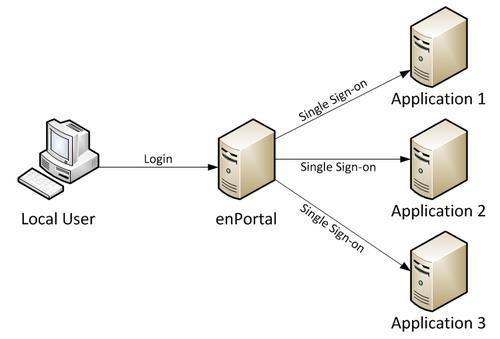 Single Sign-on
Application 1
Login
Single Sign-on
Local User
enPortal
Application 2
Single Sign-on
Application 3